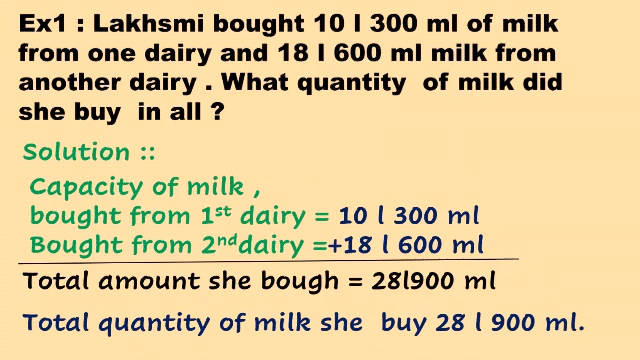 Ex1 : Lakhsmi bought 10 l 300 ml of milk
from one dairy and 18 l 600 ml milk from
another dairy . What quantity of milk did
she buy in all ?
Solution ::
Capacity of milk ,
bought from 1st dairy = 10 l 300 ml
Bought from 2nd dairy =+18 l 600 ml
Total amount she bough = 28l900 ml
Total quantity of milk she buy 28 l 900 ml.